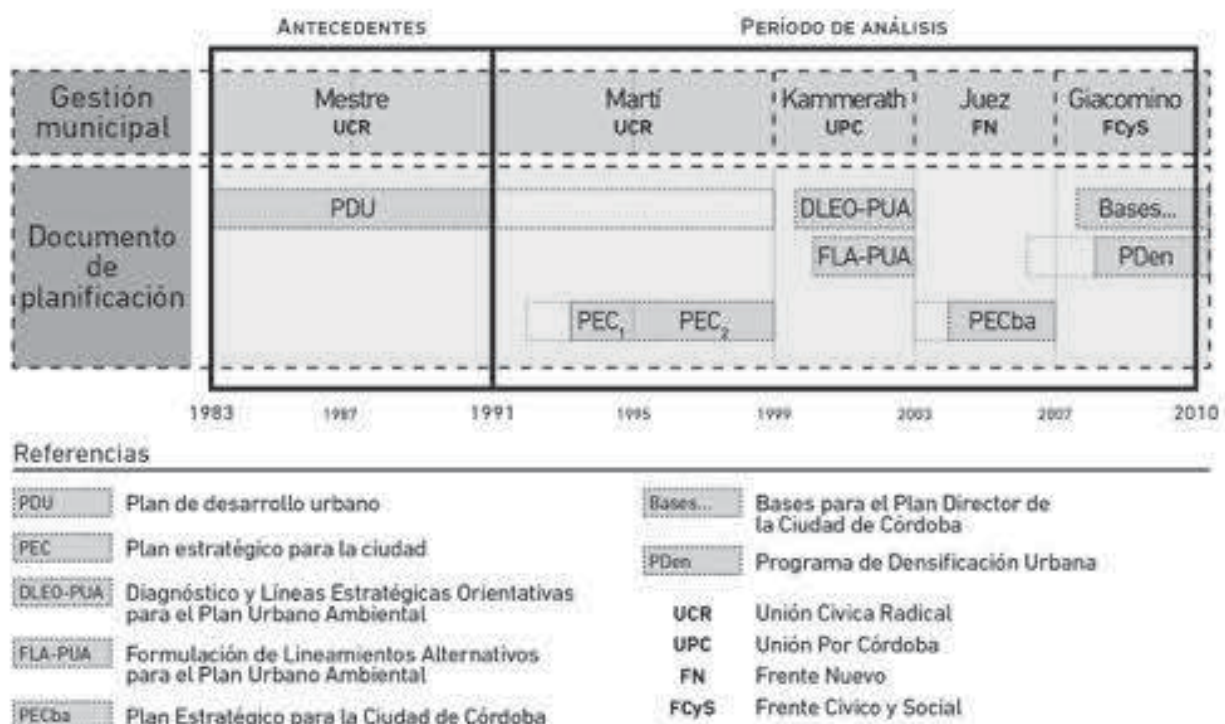 ANTECEDENTES
PERÍODO DE ANÁLISIS
Gestión
municipal
Mestre
UCR
Martí
UCR
Kammerath
UPC
Juez
FN
Giacomino
FCyS
Documento
de
planificación
PDU
DLEO-PUA
Bases...
FLA-PUA
PDen
PEC1
PEC2
PECba
1983
1987
1991
1995
1999
2003
2007
2010
Referencias
PDU
Plan de desarrollo urbano
PEC
Plan estratégico para la ciudad
DLEO-PUA
Diagnóstico y Líneas Estratégicas Orientativas
para el Plan Urbano Ambiental
FLA-PUA
Formulación de Lineamientos Alternativos
para el Plan Urbano Ambiental
PECba
Plan Estratégico para la Ciudad de Córdoba
Bases...
Bases para el Plan Director de
la Ciudad de Córdoba
PDen
Programa de Densificación Urbana
UCR
Unión Cívica Radical
UPC
Unión Por Córdoba
FN
Frente Nuevo
FCyS
Frente Cívico y Social